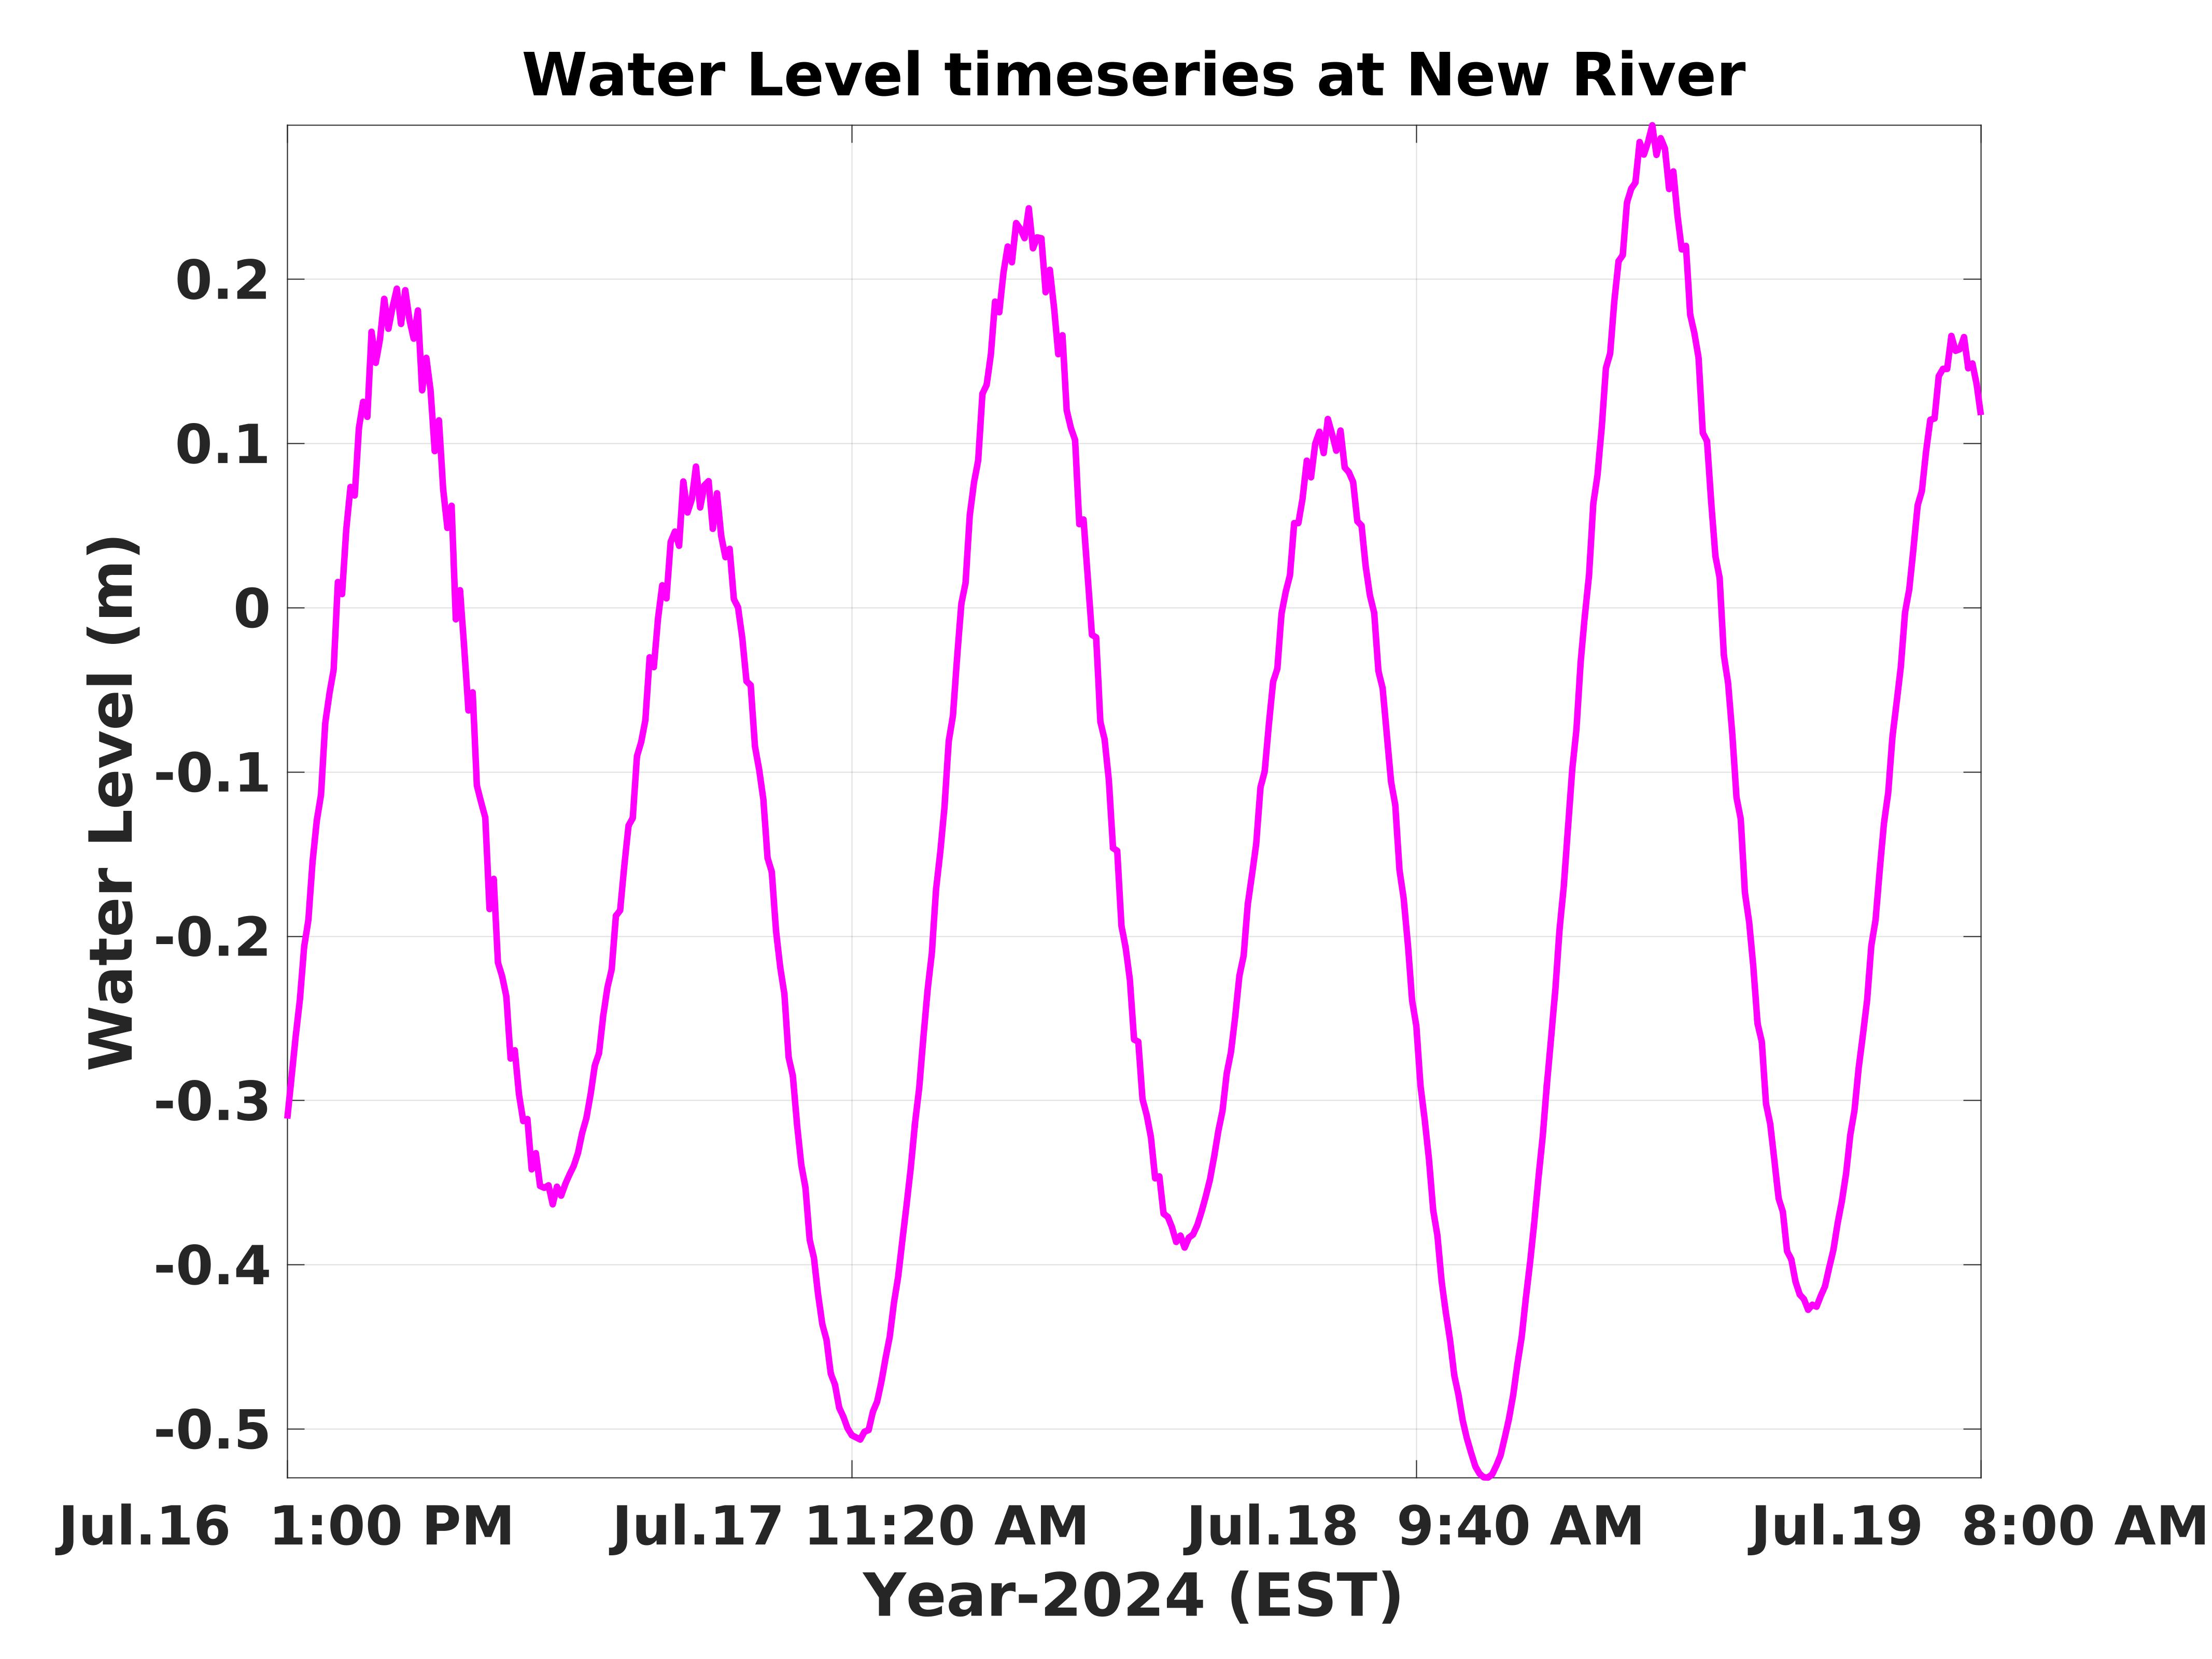 Water Level timeseries at New River
Water Level (m)
0.2
0.1
0
-0.1
-0.2
-0.3
-0.4
-0.5
Jul.16  1:00 PM
Jul.17 11:20 AM
Jul.18  9:40 AM
Jul.19  8:00 AM
Year-2024 (EST)